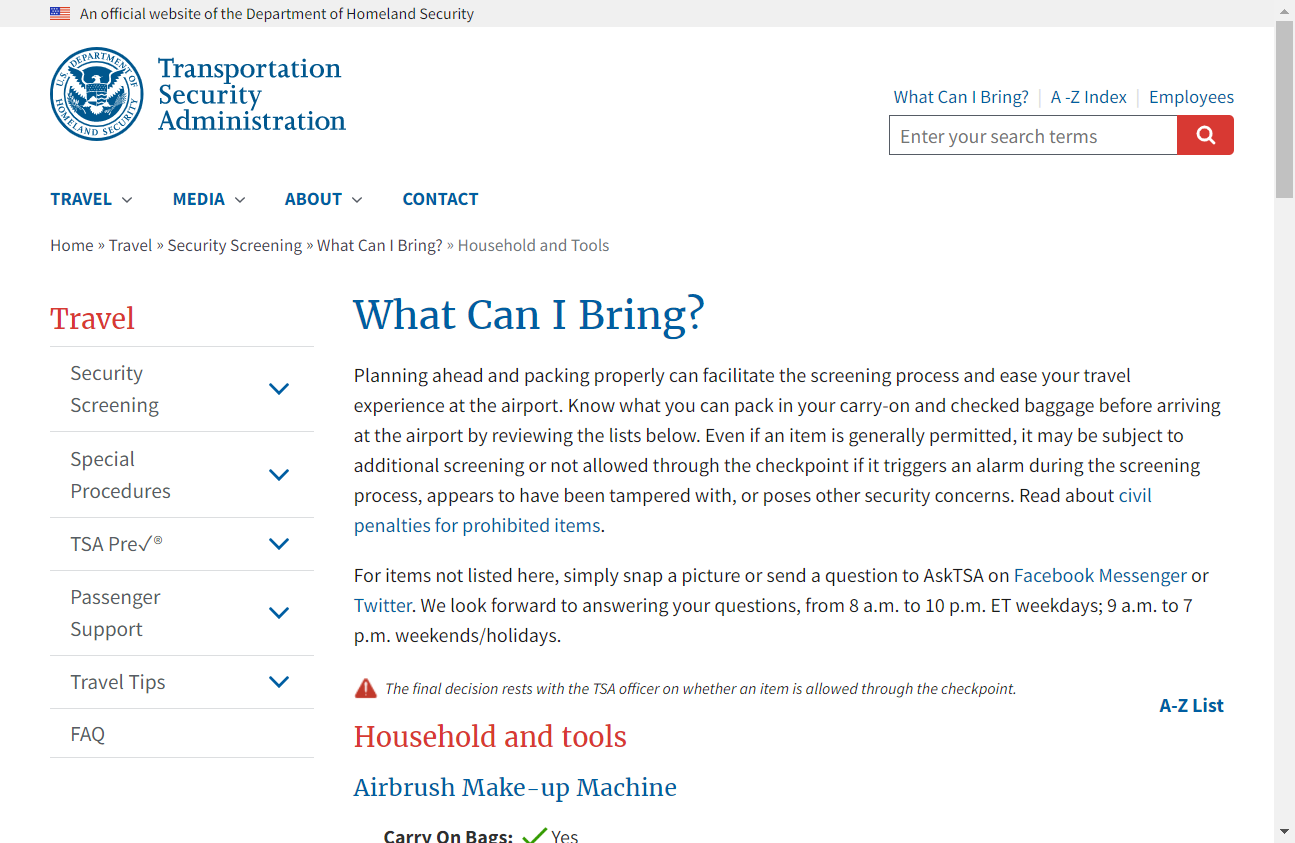 An official website of the Department of Homeland Security
U.S. DEPARTMENT OF HOMELAND SECURITY
Transportation
Security
Administration
What Can I Bring? | A -Z Index | Employees
Enter your search terms
TRAVEL MEDIA ABOUT CONTACT
Home » Travel » Security Screening » What Can I Bring? » Household and Tools
Travel
Security
Screening
Special
Procedures
TSA Pre✓®
Passenger
Support
Travel Tips
FAQ
What Can I Bring?
Planning ahead and packing properly can facilitate the screening process and ease your travel
experience at the airport. Know what you can pack in your carry-on and checked baggage before arriving
at the airport by reviewing the lists below. Even if an item is generally permitted, it may be subject to
additional screening or not allowed through the checkpoint if it triggers an alarm during the screening
process, appears to have been tampered with, or poses other security concerns. Read about civil
penalties for prohibited items.
For items not listed here, simply snap a picture or send a question to AskTSA on Facebook Messenger or
Twitter. We look forward to answering your questions, from 8 a.m. to 10 p.m. ET weekdays; 9 a.m. to 7
p.m. weekends/holidays.
The final decision rests with the TSA officer on whether an item is allowed through the checkpoint.
A-Z List
Household and tools
Airbrush Make-up Machine
Carry On Bags: Yes